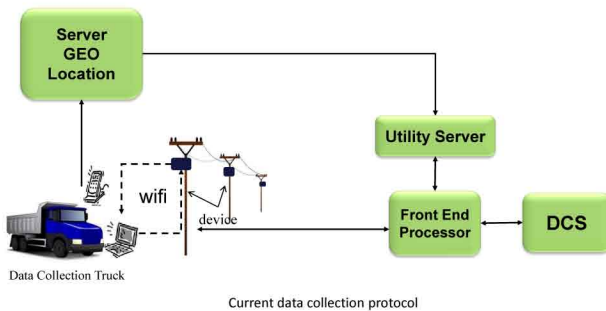 Server
GEO
Location
Utility Server
wifi
device
Front End
Processor
DCS
Data Collection Truck
Current data collection protocol